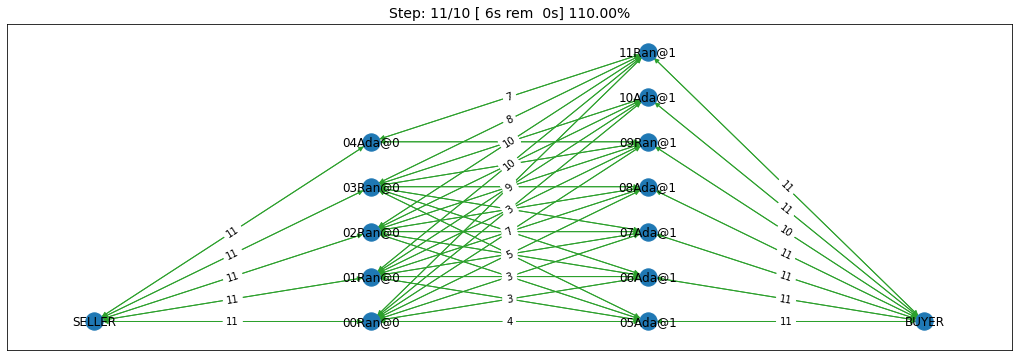 Step: 11/10 [ 6s rem  0s] 110.00%
11Ran@1
10Ada@1
7
8
04Ada@0
10
09Ran@1
10
03Ran@0
9
08Ada@1
11
3
11
11
02Ran@0
7
07Ada@1
10
11
5
11
11
01Ran@0
3
06Ada@1
11
11
3
11
SELLER
11
00Ran@0
4
05Ada@1
11
BUYER